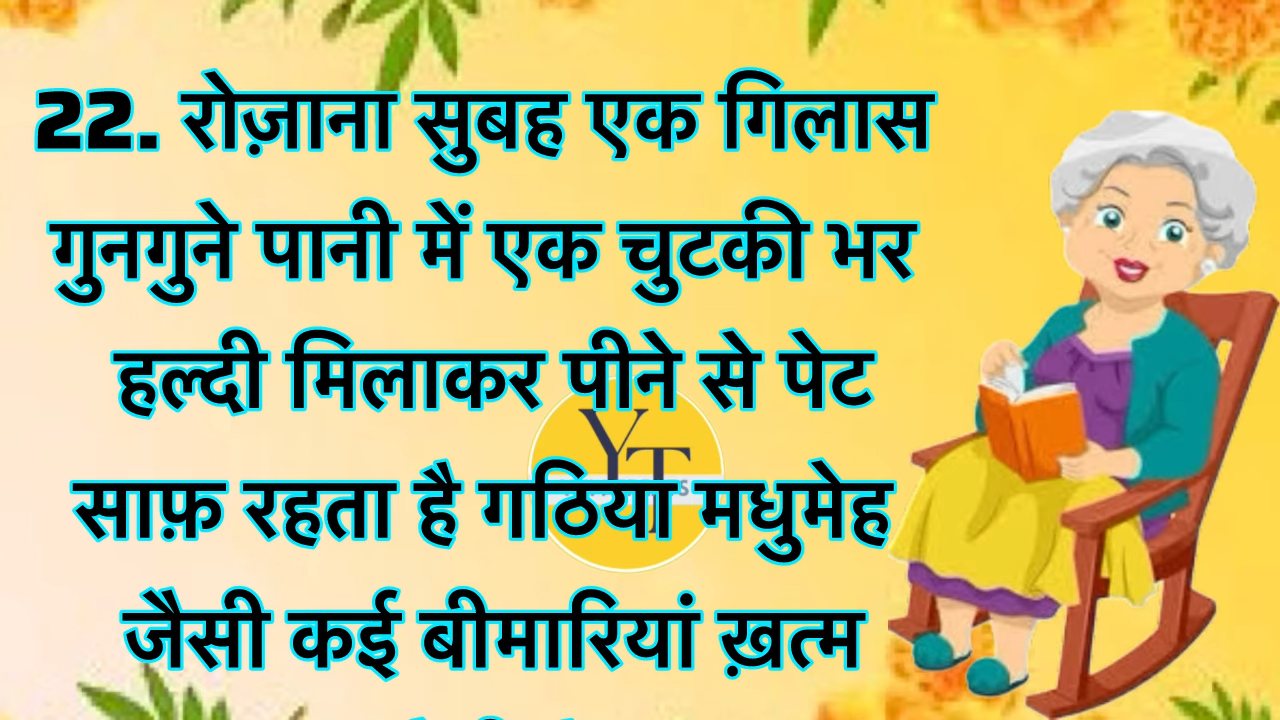 22. रोज़ाना सुबह एक गिलास
गुनगुने पानी में एक चुटकी भर
हल्दी मिलाकर पीने से पेट
साफ़ रहता है गठिया मधुमेह
जैसी कई बीमारियां ख़त्म
YT